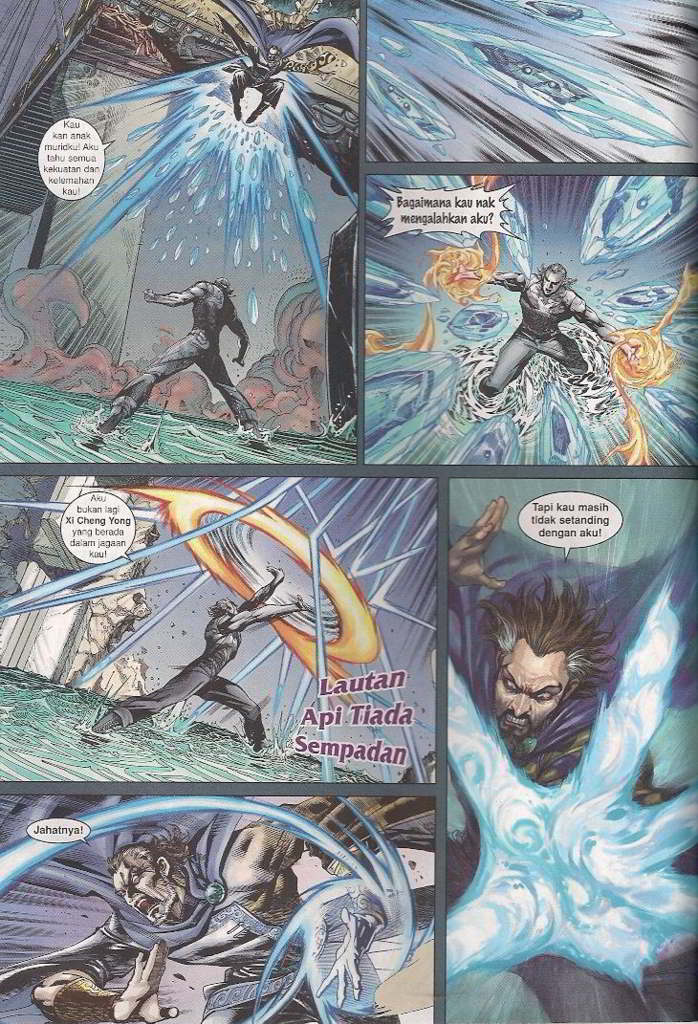 Kau
kan anak
muridku! Aku
tahu semua
kekuatan dan
kelemahan
kau!
Bagaimana kau nak
mengalahkan aku?
Aku
bukan lagi
Xi Cheng Yong
yang berada
dalam jagaan
kau!
Lautan
Api Tiada
Sempadan
Tapi kau masih
tidak setanding
dengan aku!
Jahatnya!